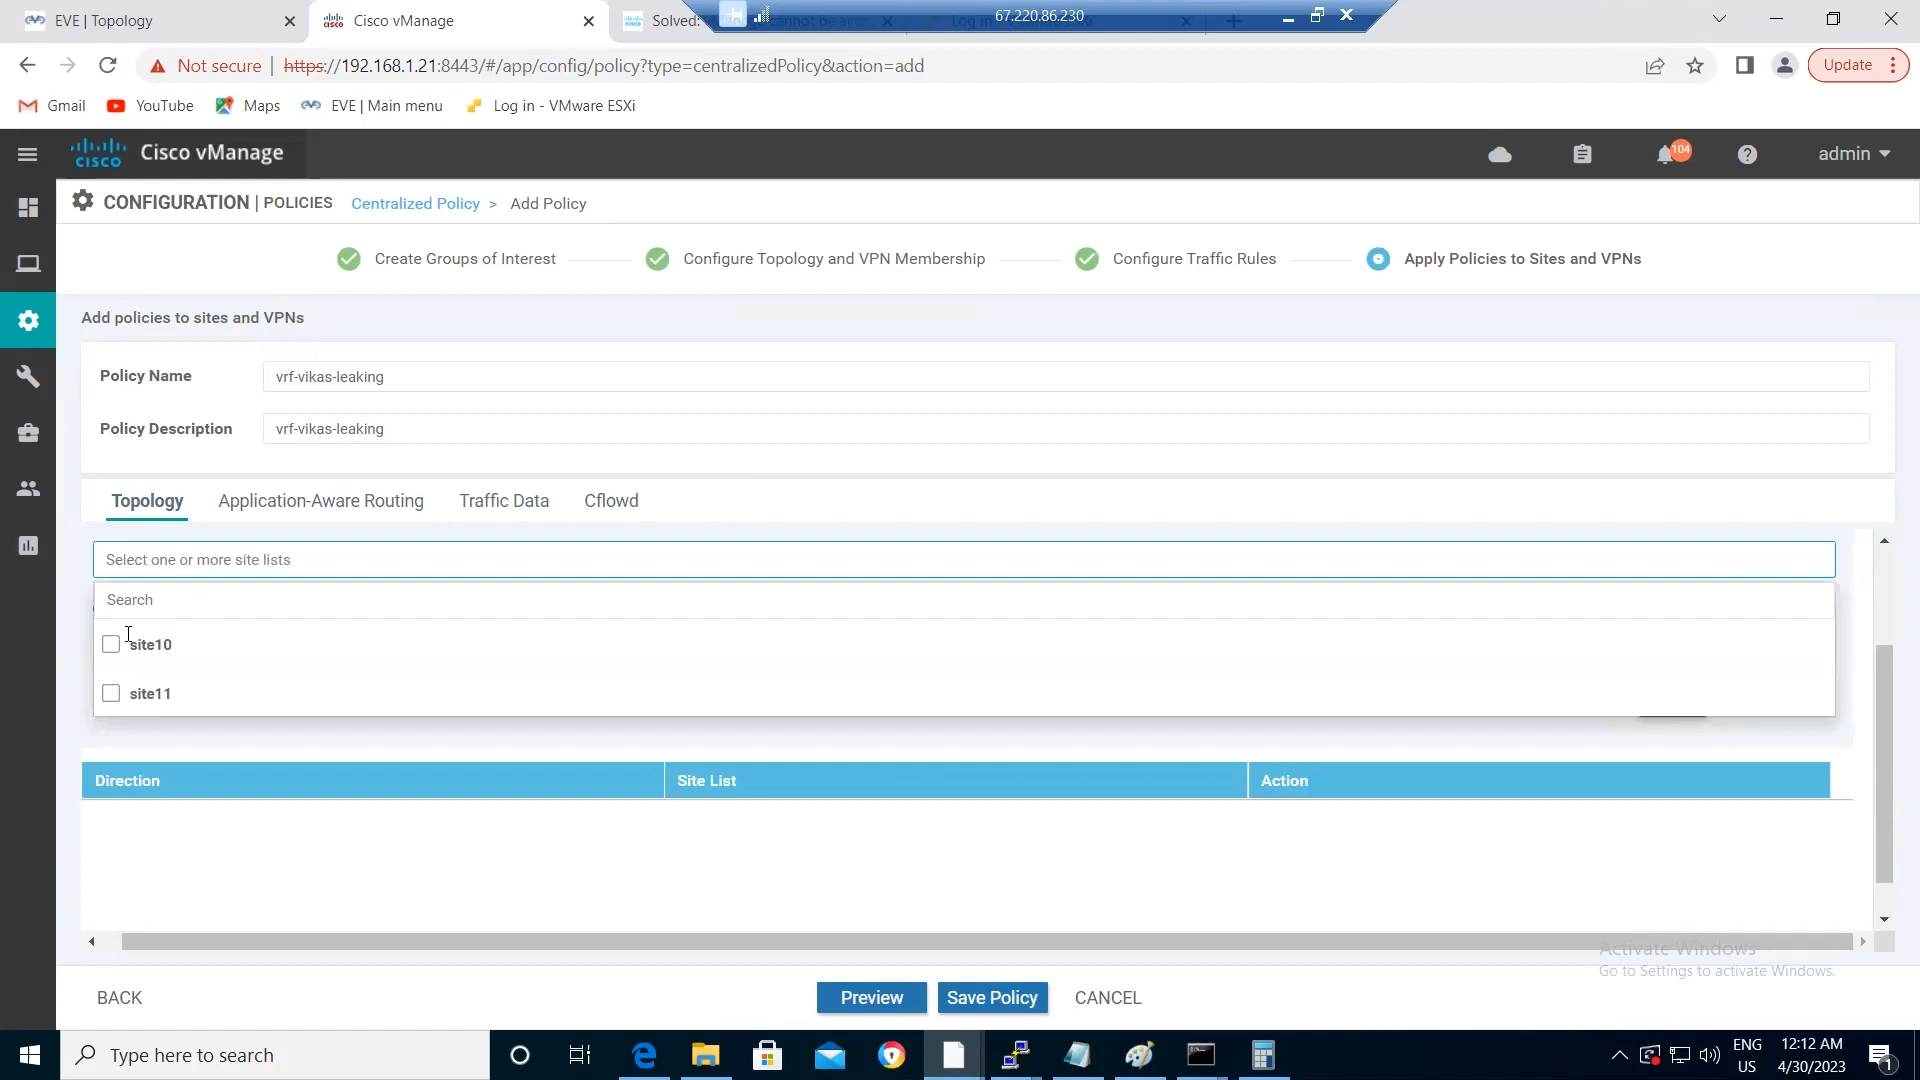 EVE | Topology
Cisco vManage
Solved:
67.220.86.230
Not secure
https://192.168.1.21:8443/#/app/config/policy?type=centralizedPolicy&action=add
Update
Gmail
YouTube
Maps
EVE | Main menu
Log in - VMware ESXi
cisco
Cisco vManage
104
admin
CONFIGURATION | POLICIES
Centralized Policy > Add Policy
Create Groups of Interest
Configure Topology and VPN Membership
Configure Traffic Rules
Apply Policies to Sites and VPNs
Add policies to sites and VPNs
Policy Name
vrf-vikas-leaking
Policy Description
vrf-vikas-leaking
Topology
Application-Aware Routing
Traffic Data
Cflowd
Select one or more site lists
Search
site10
site11
Direction
Site List
Action
Activate Windows
Go to Settings to activate Windows.
BACK
Preview
Save Policy
CANCEL
Type here to search
ENG
US
12:12 AM
4/30/2023
1